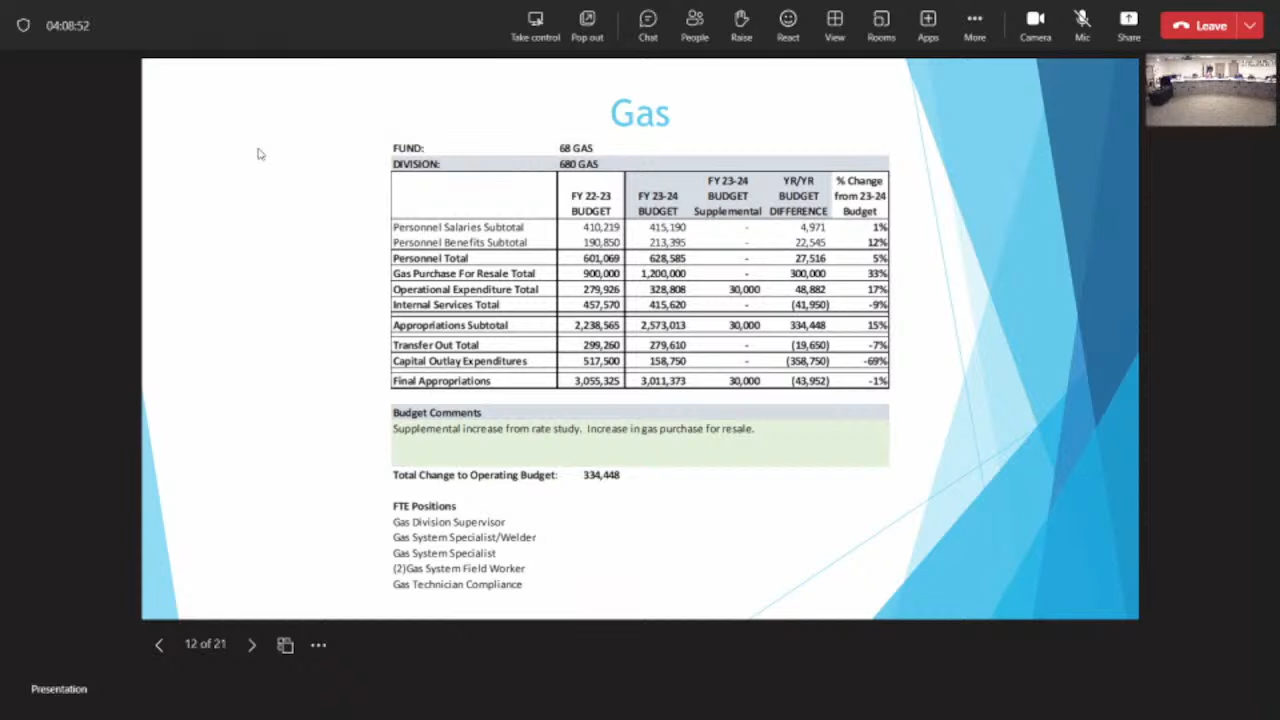 04:08:52
Take control Pop out Chat People Raise React View Rooms Apps More Camera Mic Share Leave
Gas
FUND: 68 GAS
DIVISION: 680 GAS
FY 22-23 BUDGET FY 23-24 BUDGET FY 23-24 BUDGET Supplemental YR/YR BUDGET DIFFERENCE % Change from 23-24 Budget
Personnel Salaries Subtotal 410,219 415,190 - 4,971 1%
Personnel Benefits Subtotal 190,850 213,395 - 22,545 12%
Personnel Total 601,069 628,585 - 27,516 5%
Gas Purchase For Resale Total 900,000 1,200,000 - 300,000 33%
Operational Expenditure Total 279,926 328,808 30,000 48,882 17%
Internal Services Total 457,570 415,620 - (41,950) -9%
Appropriations Subtotal 2,238,565 2,573,013 30,000 334,448 15%
Transfer Out Total 299,260 279,610 - (19,650) -7%
Capital Outlay Expenditures 517,500 158,750 - (358,750) -69%
Final Appropriations 3,055,325 3,011,373 30,000 (43,952) -1%
Budget Comments
Supplemental increase from rate study. Increase in gas purchase for resale.
Total Change to Operating Budget: 334,448
FTE Positions
Gas Division Supervisor
Gas System Specialist/Welder
Gas System Specialist
(2)Gas System Field Worker
Gas Technician Compliance
12 of 21
Presentation